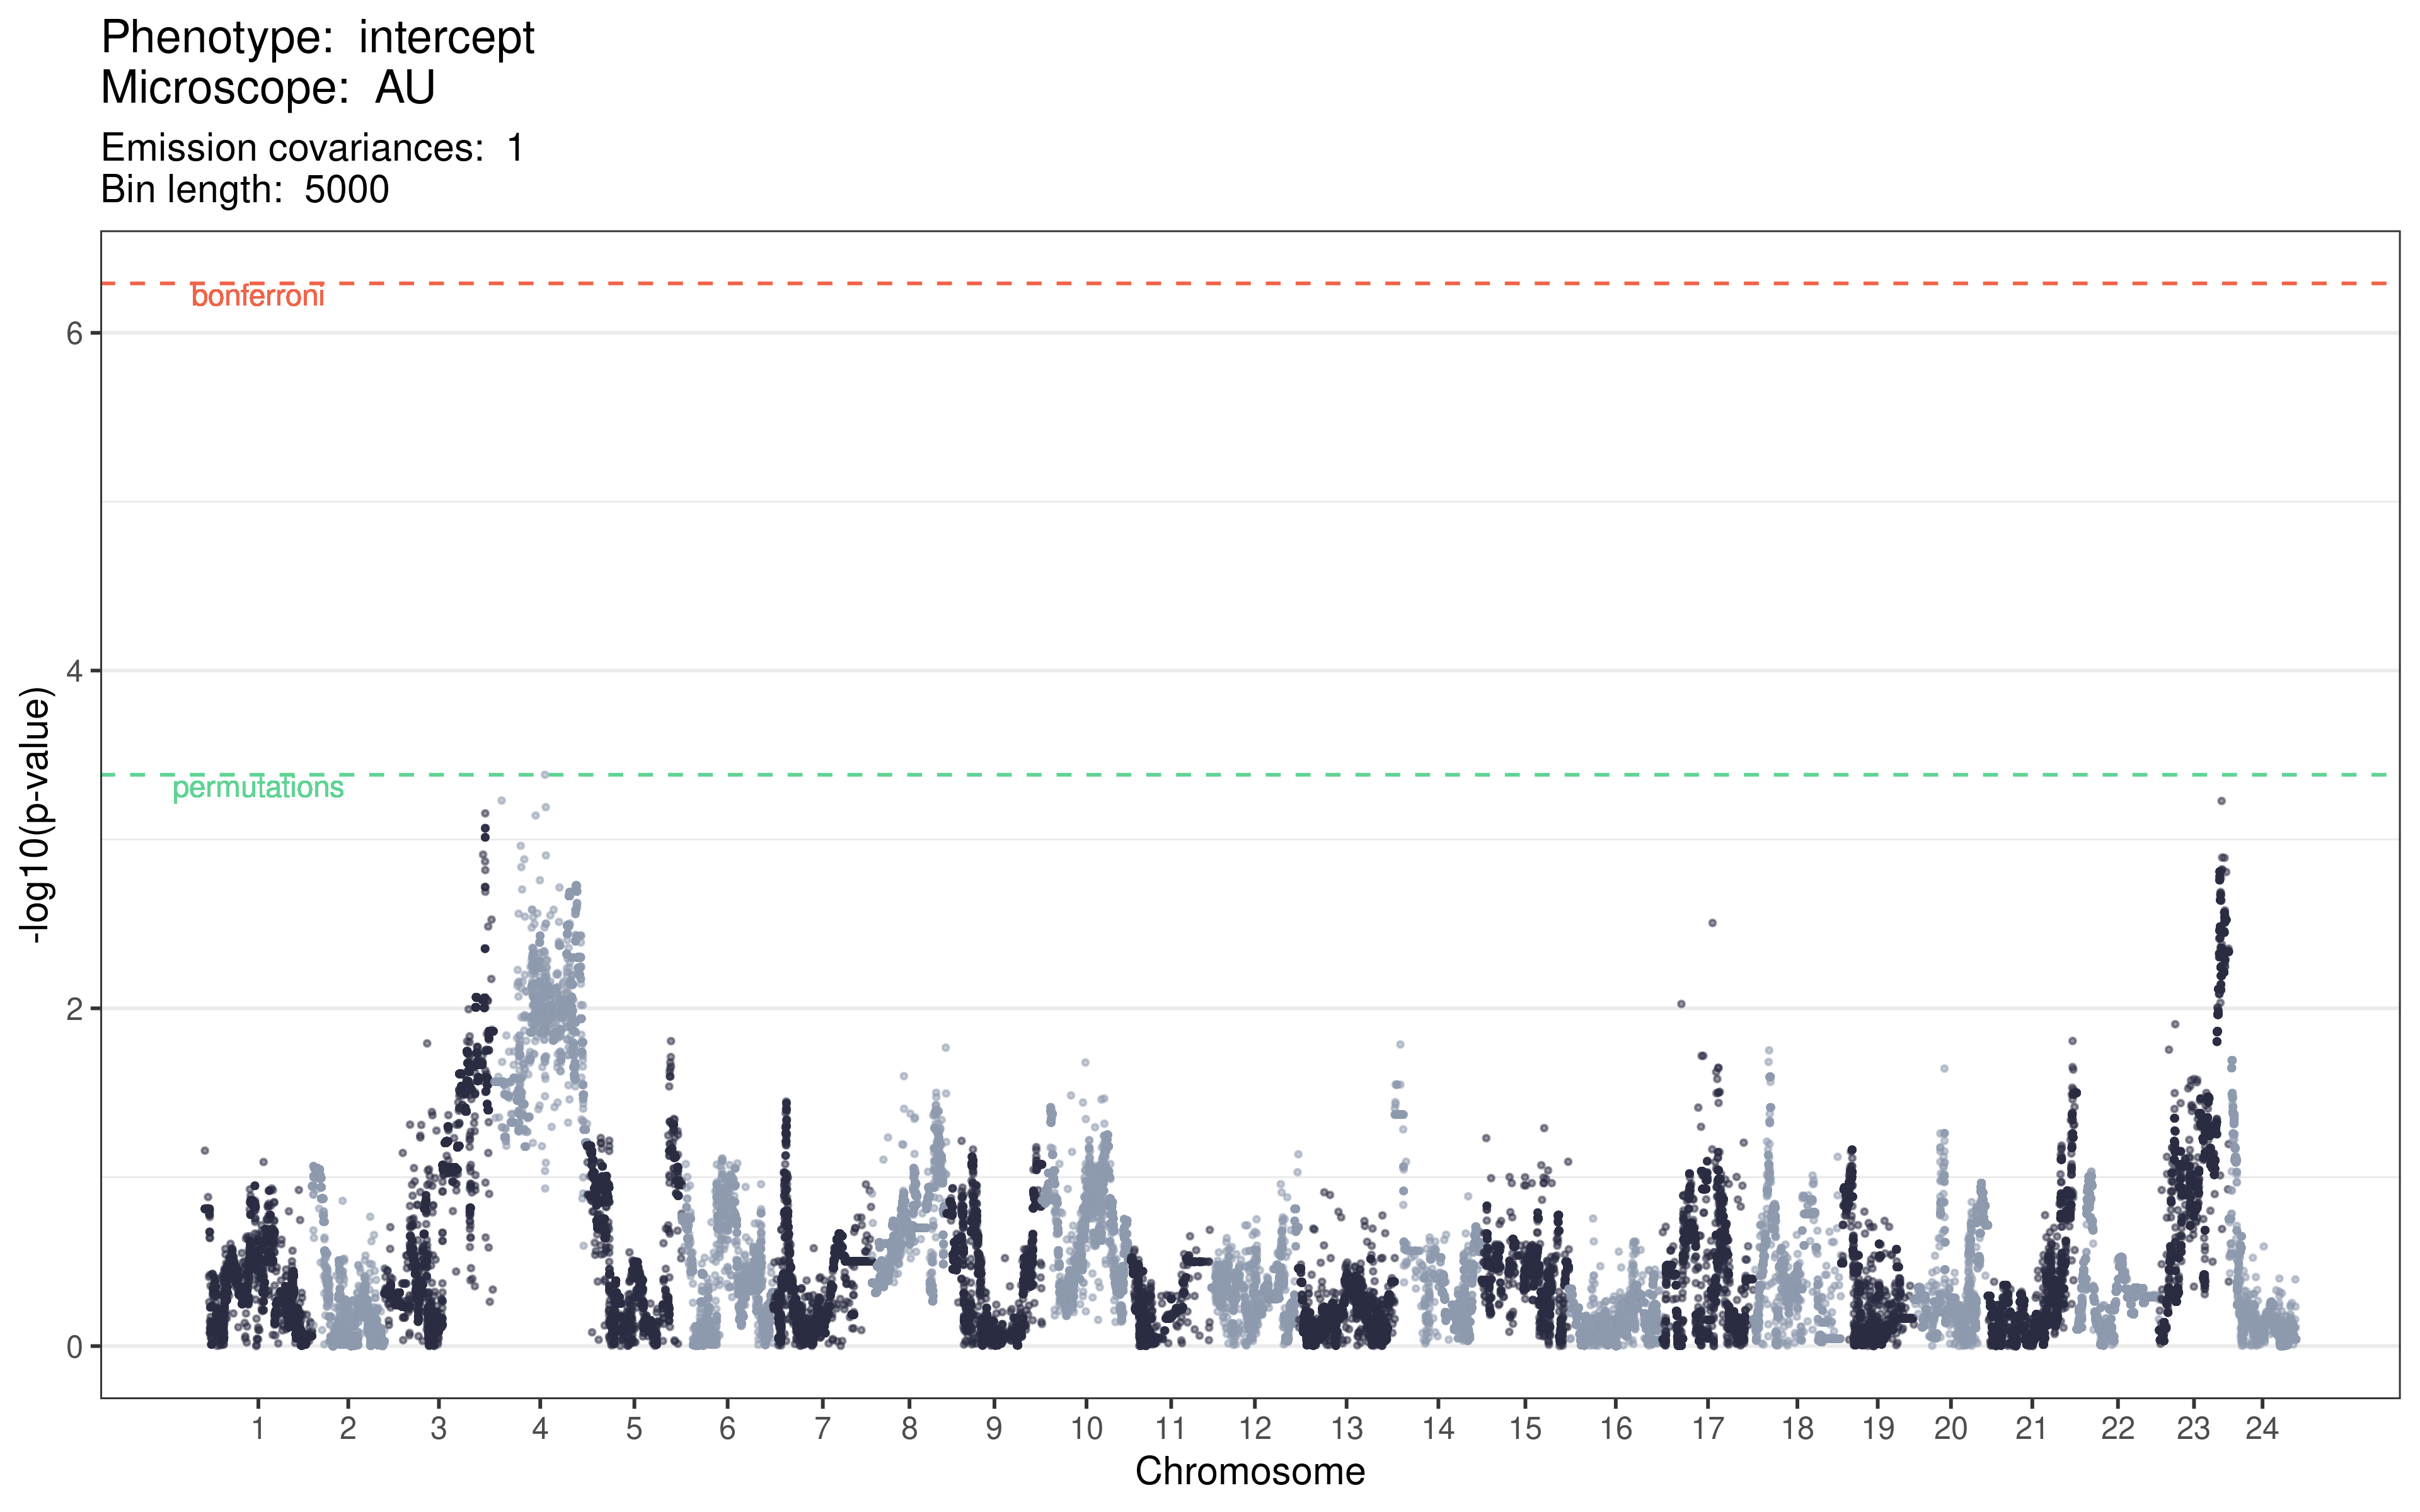 Phenotype: intercept
Microscope: AU
Emission covariances: 1
Bin length: 5000
bonferroni
6
4
permutations
2
0
-log10(p-value)
1 2 3 4 5 6 7 8 9 10 11 12 13 14 15 16 17 18 19 20 21 22 23 24
Chromosome